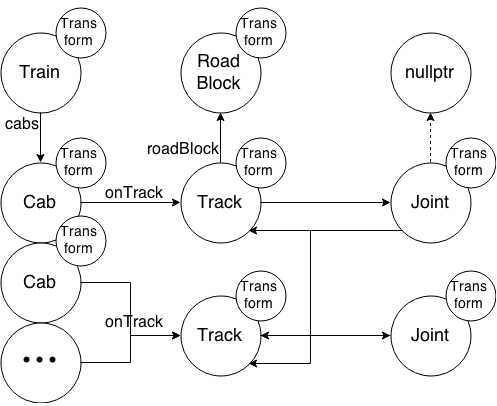 Trans
form
Train
Trans
form
Road
Block
nullptr
cabs
roadBlock
Trans
form
Cab
onTrack
Trans
form
Track
Trans
form
Joint
Trans
form
Cab
onTrack
Trans
form
Track
Trans
form
Joint
•••